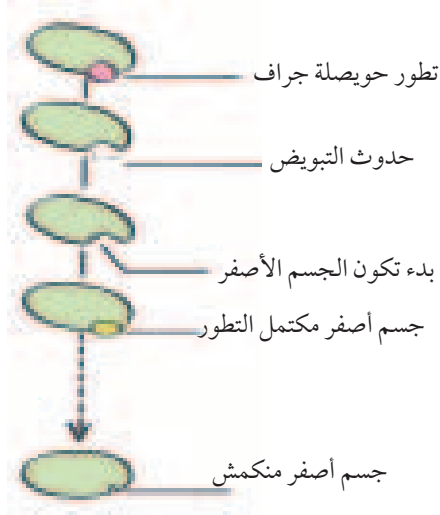 تطور حويصلة جراف
حدوث التبويض
بدء تكون الجسم الأصفر
جسم أصفر مكتمل التطور
جسم أصفر منكمش